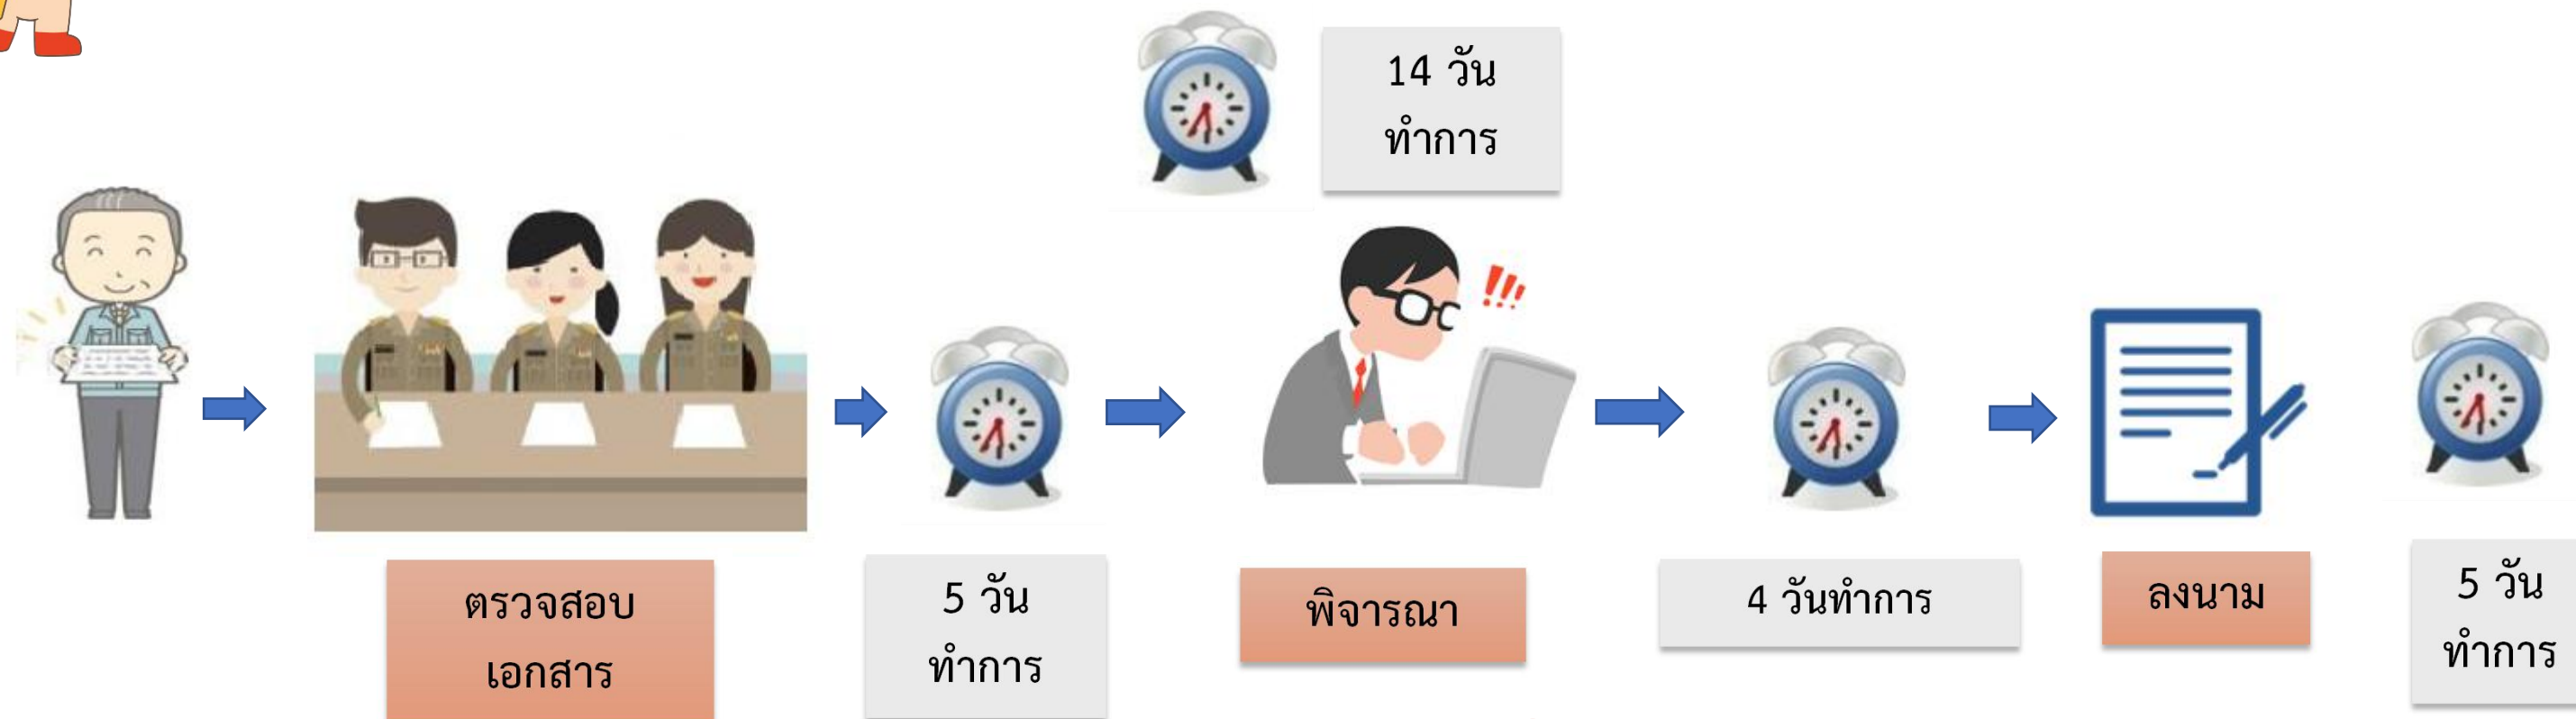 14 วัน
ทำการ
ตรวจสอบ
เอกสาร
5 วัน
ทำการ
พิจารณา
4 วันทำการ
ลงนาม
5 วัน
ทำการ